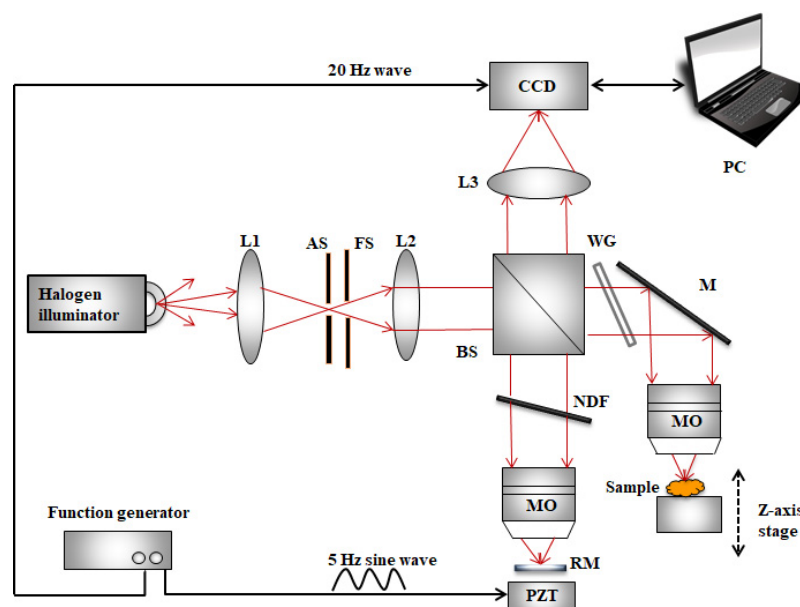 20 Hz wave
CCD
PC
L3
L1
AS
FS
L2
WG
M
Halogen
illuminator
BS
NDF
MO
MO
Sample
Z-axis
stage
Function generator
5 Hz sine wave
RM
PZT